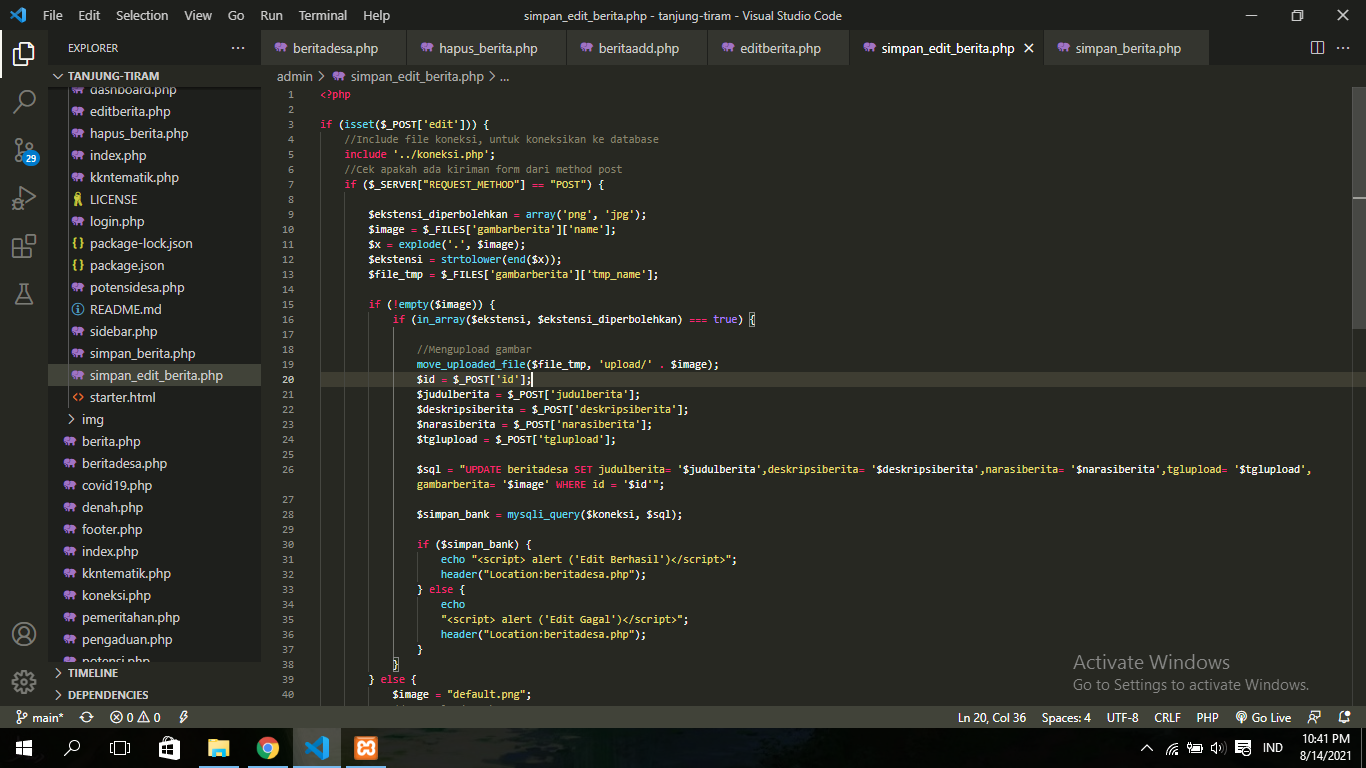 File Edit Selection View Go Run Terminal Help
simpan_edit_berita.php - tanjung-tiram - Visual Studio Code
EXPLORER
beritadesa.php
hapus_berita.php
beritaadd.php
editberita.php
simpan_edit_berita.php
simpan_berita.php
TANJUNG-TIRAM
dashboard.php
editberita.php
hapus_berita.php
index.php
kkntematik.php
LICENSE
login.php
package-lock.json
package.json
potensidesa.php
README.md
sidebar.php
simpan_berita.php
simpan_edit_berita.php
starter.html
img
berita.php
beritadesa.php
covid19.php
denah.php
footer.php
index.php
kkntematik.php
koneksi.php
pemeritahan.php
pengaduan.php
potensi.php
TIMELINE
DEPENDENCIES
29
admin > simpan_edit_berita.php > ...
1 <?php
2
3 if (isset($_POST['edit'])) {
4 //Include file koneksi, untuk koneksikan ke database
5 include '../koneksi.php';
6 //Cek apakah ada kiriman form dari method post
7 if ($_SERVER["REQUEST_METHOD"] == "POST") {
8
9 $ekstensi_diperbolehkan = array('png', 'jpg');
10 $image = $_FILES['gambarberita']['name'];
11 $x = explode('.', $image);
12 $ekstensi = strtolower(end($x));
13 $file_tmp = $_FILES['gambarberita']['tmp_name'];
14
15 if (!empty($image)) {
16 if (in_array($ekstensi, $ekstensi_diperbolehkan) === true) {
17
18 //Mengupload gambar
19 move_uploaded_file($file_tmp, 'upload/' . $image);
20 $id = $_POST['id'];
21 $judulberita = $_POST['judulberita'];
22 $deskripsiberita = $_POST['deskripsiberita'];
23 $narasiberita = $_POST['narasiberita'];
24 $tglupload = $_POST['tglupload'];
25
26 $sql = "UPDATE beritadesa SET judulberita= '$judulberita',deskripsiberita= '$deskripsiberita',narasiberita= '$narasiberita',tglupload= '$tglupload',
gambarberita= '$image' WHERE id = '$id'";
27
28 $simpan_bank = mysqli_query($koneksi, $sql);
29
30 if ($simpan_bank) {
31 echo "<script> alert ('Edit Berhasil')</script>";
32 header("Location:beritadesa.php");
33 } else {
34 echo
35 "<script> alert ('Edit Gagal')</script>";
36 header("Location:beritadesa.php");
37 }
38 }
39 } else {
40 $image = "default.png";
Activate Windows
Go to Settings to activate Windows.
main* 0 0 Ln 20, Col 36 Spaces: 4 UTF-8 CRLF PHP Go Live
IND
10:41 PM
8/14/2021